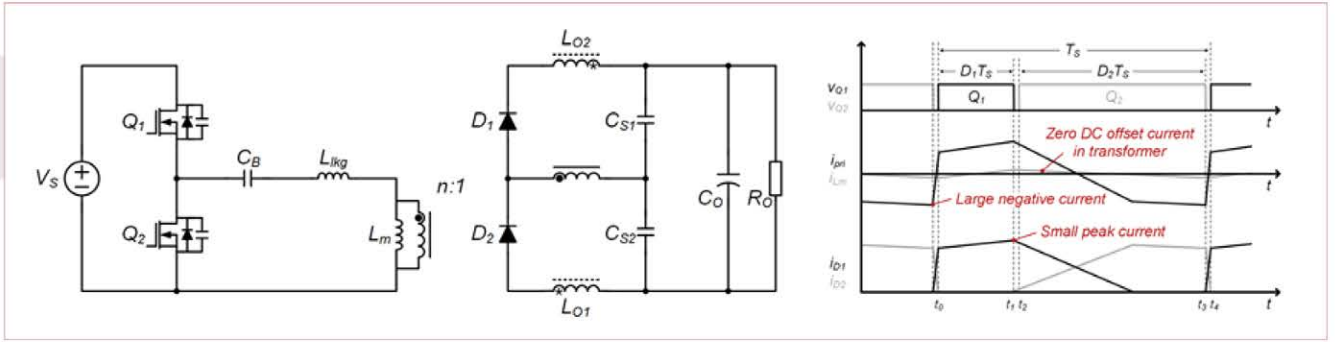 L_O2
Q_1
D_1
C_S1
C_B
L_lkg
V_S
n:1
C_O
R_O
Q_2
L_m
D_2
C_S2
L_O1
T_S
D_1T_S
D_2T_S
v_Q1
v_Q2
Q_1
Q_2
t
Zero DC offset current
in transformer
i_pri
i_Lm
t
Large negative current
Small peak current
i_D1
i_D2
t_0
t_1
t_2
t_3
t_4
t